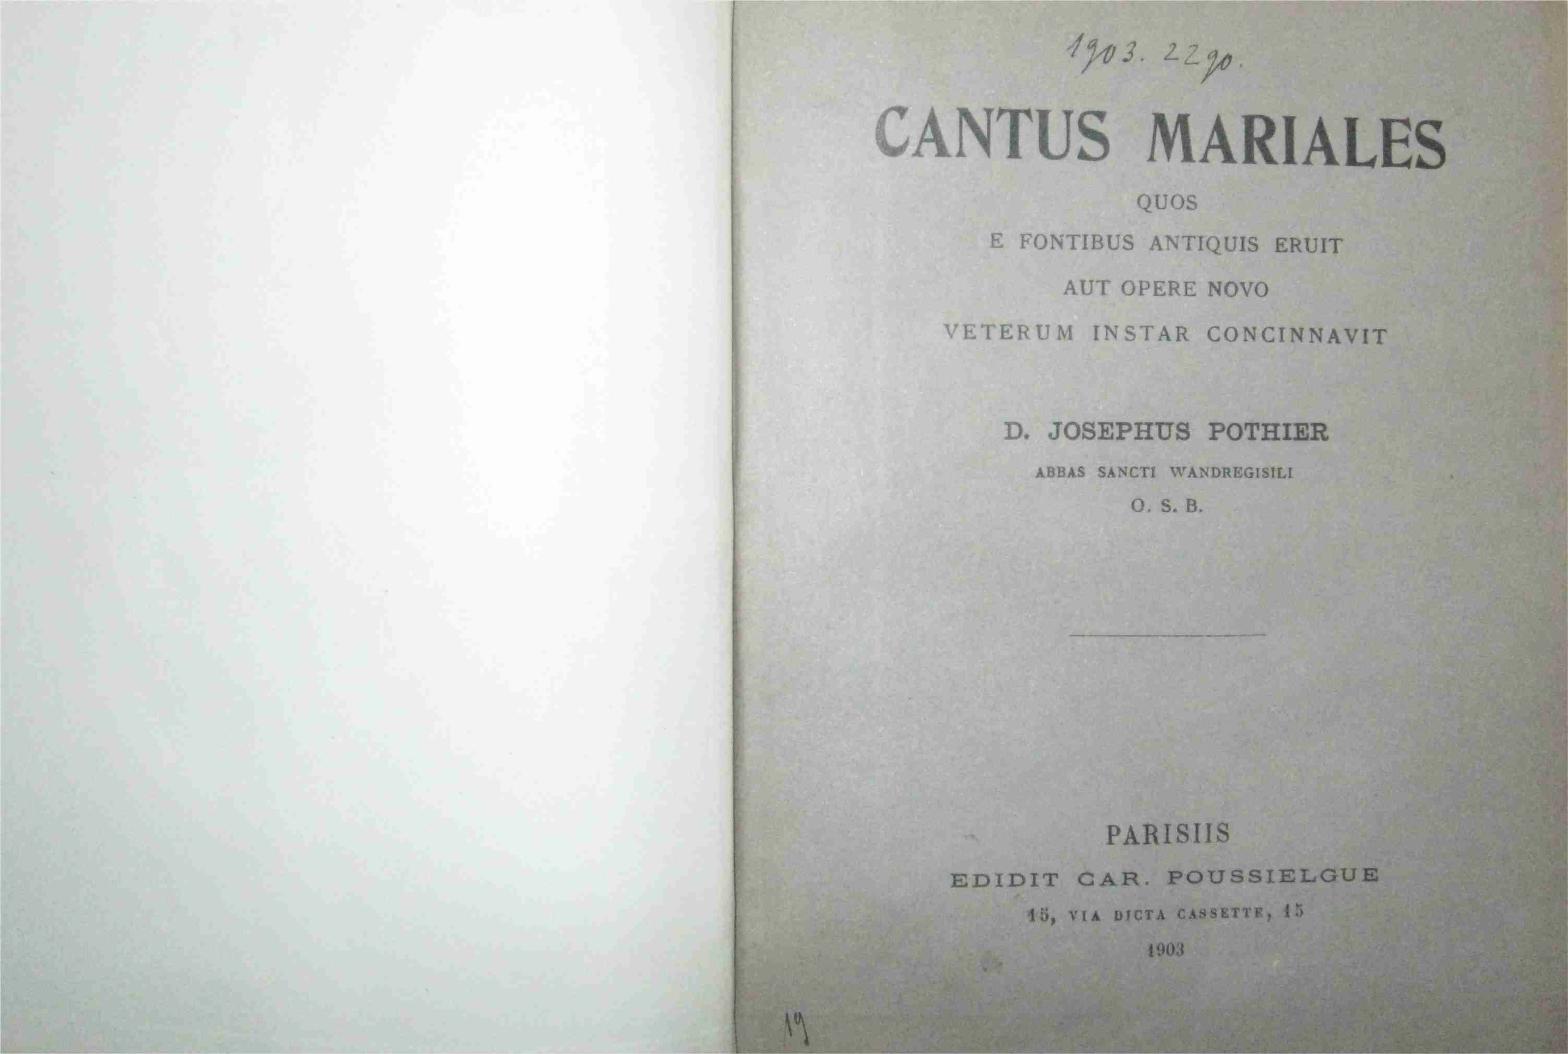 1903. 2290.
CANTUS MARIALES
QUOS
E FONTIBUS ANTIQUIS ERUIT
AUT OPERE NOVO
VETERUM INSTAR CONCINNAVIT
D. JOSEPHUS POTHIER
ABBAS SANCTI WANDREGISILI
O. S. B.
PARISIIS
EDIDIT CAR. POUSSIELGUE
15, VIA DICTA CASSETTE, 15
1903
19